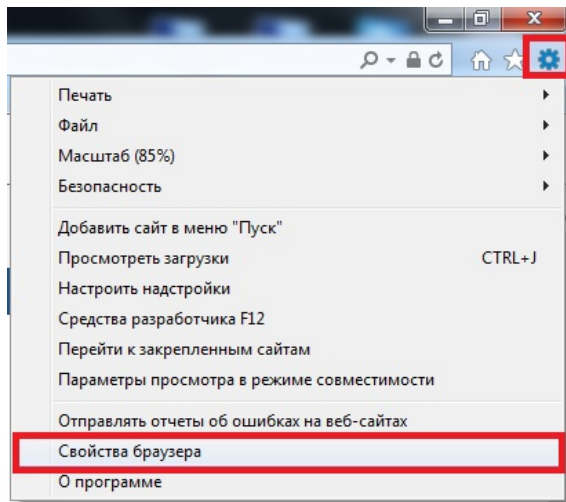 Печать
Файл
Масштаб (85%)
Безопасность
Добавить сайт в меню "Пуск"
Просмотреть загрузки CTRL+J
Настроить надстройки
Средства разработчика F12
Перейти к закрепленным сайтам
Параметры просмотра в режиме совместимости
Отправлять отчеты об ошибках на веб-сайтах
Свойства браузера
О программе